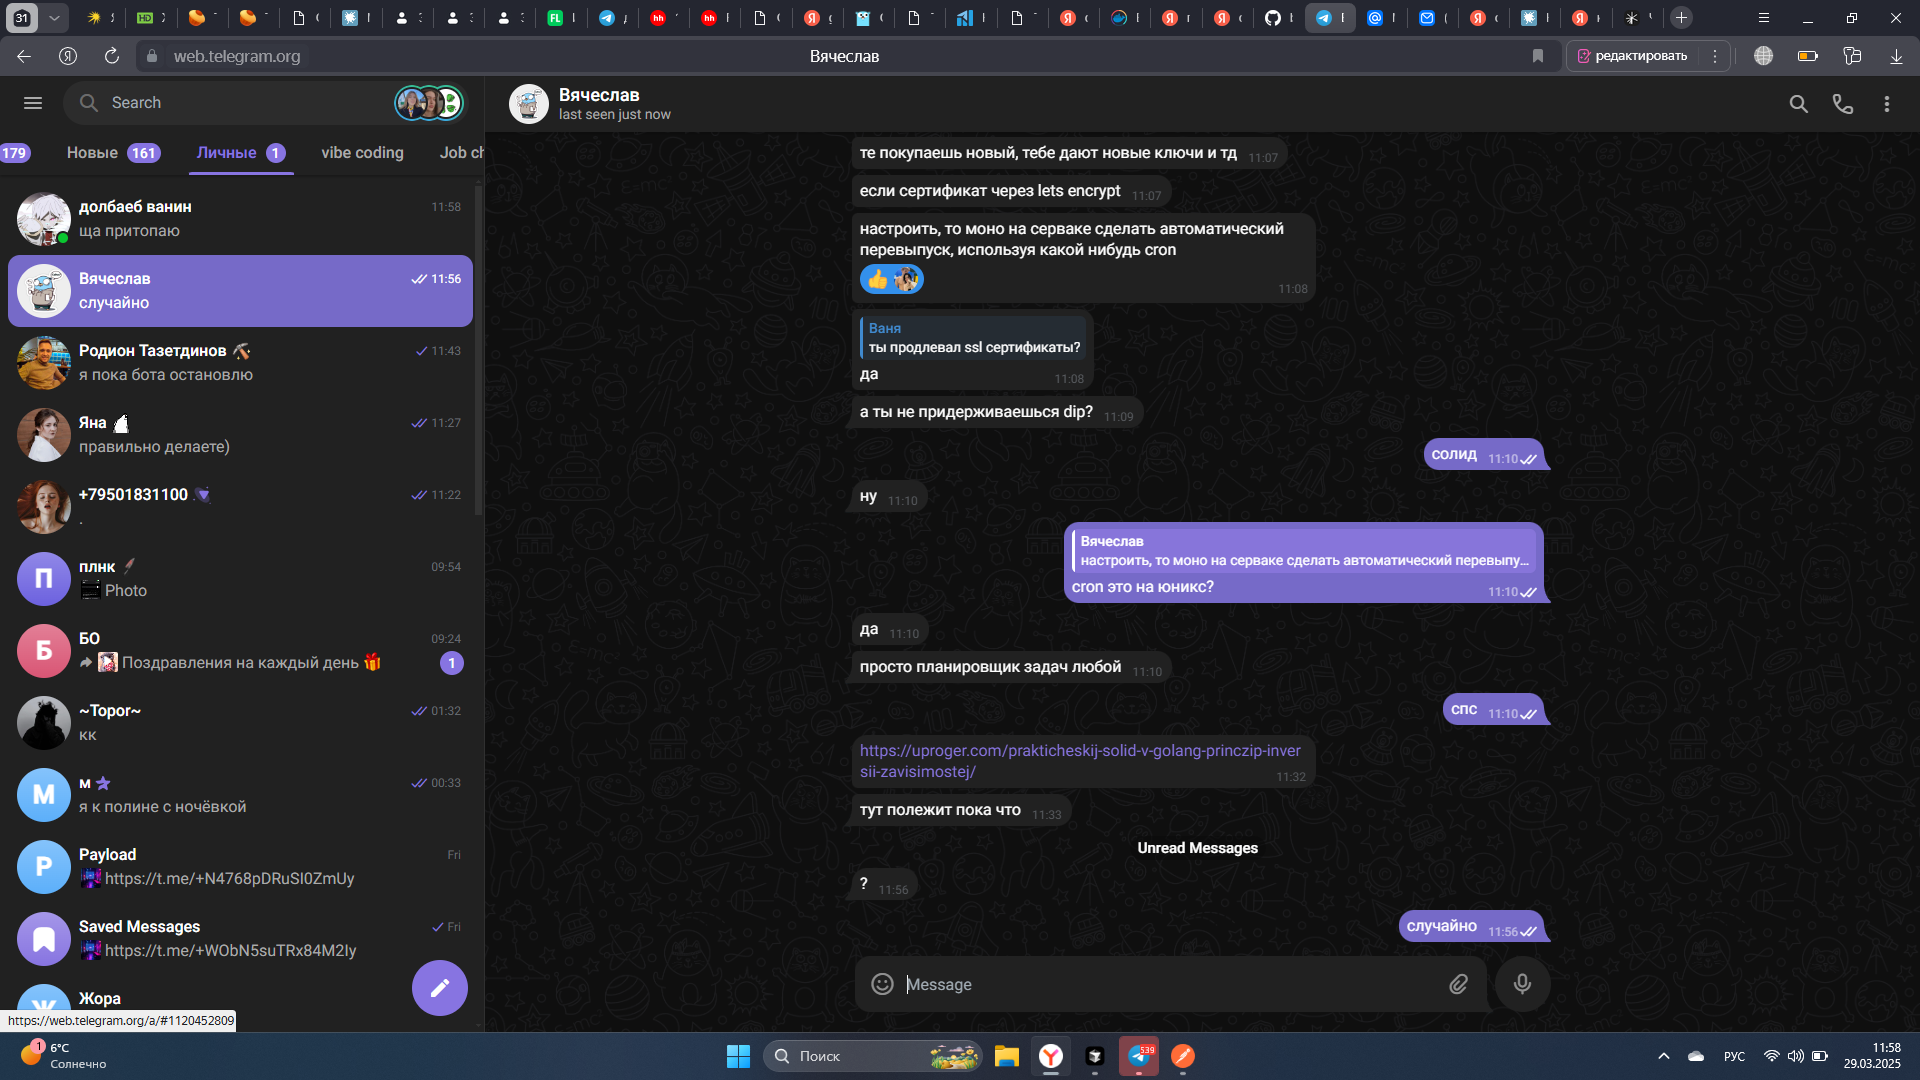 31
HD
FL
hh
hh
web.telegram.org
Вячеслав
редактировать
Search
179
Новые 161
Личные 1
vibe coding
Job ch
долбаеб ванин 11:58
ща притопаю
Вячеслав 11:56
случайно
Родион Тазетдинов 11:43
я пока бота остановлю
Яна 11:27
правильно делаете)
+79501831100 11:22
.
П
плнк 09:54
Photo
Б
БО 09:24
Поздравления на каждый день 1
~Topor~ 01:32
кк
М
м 00:33
я к полине с ночёвкой
P
Payload Fri
https://t.me/+N4768pDRuSI0ZmUy
Saved Messages Fri
https://t.me/+WObN5suTRx84M2Iy
Ж
Жора
https://web.telegram.org/a/#1120452809
Вячеслав
last seen just now
те покупаешь новый, тебе дают новые ключи и тд 11:07
если сертификат через lets encrypt 11:07
настроить, то моно на серваке сделать автоматический
перевыпуск, используя какой нибудь cron
11:08
Ваня
ты продлевал ssl сертификаты?
да 11:08
а ты не придерживаешься dip? 11:09
солид 11:10
ну 11:10
Вячеслав
настроить, то моно на серваке сделать автоматический перевыпу...
cron это на юникс? 11:10
да 11:10
просто планировщик задач любой 11:10
спс 11:10
https://uproger.com/prakticheskij-solid-v-golang-princzip-inver
sii-zavisimostej/ 11:32
тут полежит пока что 11:33
Unread Messages
? 11:56
случайно 11:56
Message
1
6°C
Солнечно
Поиск
539
РУС
11:58
29.03.2025